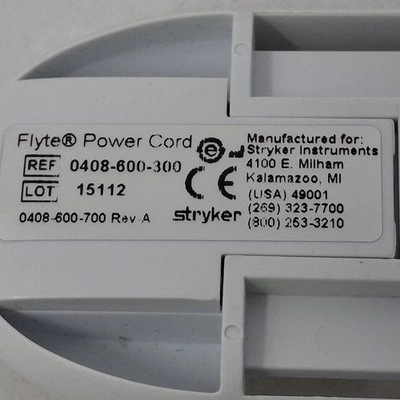 Flyte® Power Cord
REF 0408-600-300
LOT 15112
0408-600-700 Rev A
CE
stryker
Manufactured for:
Stryker Instruments
4100 E. Milham
Kalamazoo, MI
(USA) 49001
(269) 323-7700
(800) 253-3210